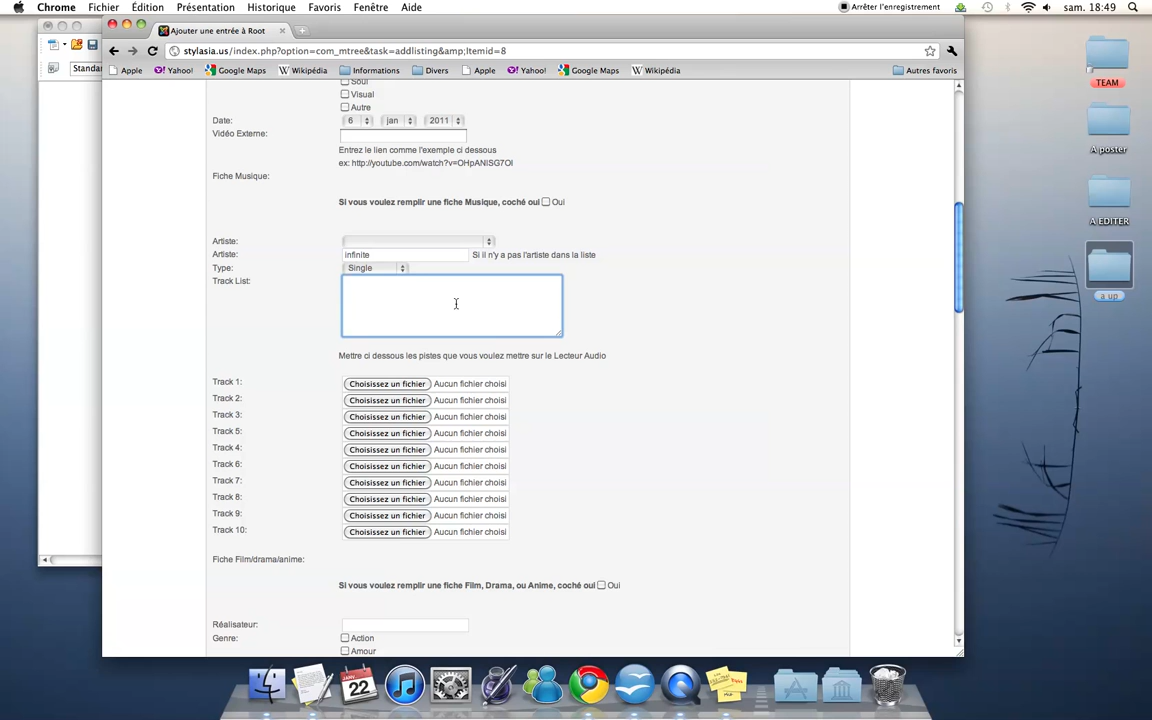 Chrome Fichier Édition Présentation Historique Favoris Fenêtre Aide Arrêter l'enregistrement sam. 18:49
Ajouter une entrée à Root
stylasia.us/index.php?option=com_mtree&task=addlisting&amp;Itemid=8
Apple Yahoo! Google Maps Wikipédia Informations Divers Apple Yahoo! Google Maps Wikipédia Autres favoris
Standa
Soul
Visual
Autre
Date: 6 jan 2011
Vidéo Externe:
Entrez le lien comme l'exemple ci dessous
ex: http://youtube.com/watch?v=OHpANlSG7OI
Fiche Musique:
Si vous voulez remplir une fiche Musique, coché oui Oui
Artiste:
Artiste: infinite Si il n'y a pas l'artiste dans la liste
Type: Single
Track List:
Mettre ci dessous les pistes que vous voulez mettre sur le Lecteur Audio
Track 1: Choisissez un fichier Aucun fichier choisi
Track 2: Choisissez un fichier Aucun fichier choisi
Track 3: Choisissez un fichier Aucun fichier choisi
Track 5: Choisissez un fichier Aucun fichier choisi
Track 4: Choisissez un fichier Aucun fichier choisi
Track 6: Choisissez un fichier Aucun fichier choisi
Track 7: Choisissez un fichier Aucun fichier choisi
Track 8: Choisissez un fichier Aucun fichier choisi
Track 9: Choisissez un fichier Aucun fichier choisi
Track 10: Choisissez un fichier Aucun fichier choisi
Fiche Film/drama/anime:
Si vous voulez remplir une fiche Film, Drama, ou Anime, coché oui Oui
Réalisateur:
Genre: Action
Amour
TEAM
A poster
A EDITER
a up
JANV
22